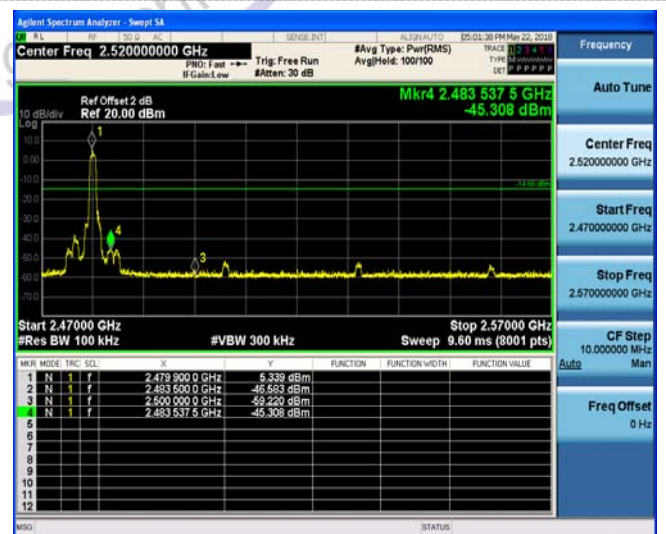 Agilent Spectrum Analyzer - Swept SA
RL RF 50 Ω AC SENSE:INT ALIGN AUTO 05:01:38 PM May 22, 2018
Center Freq 2.520000000 GHz
PNO: Fast Trig: Free Run
IFGain:Low #Atten: 30 dB
#Avg Type: Pwr(RMS)
Avg|Hold: 100/100
TRACE 1 2 3 4 5 6
TYPE M
DET P P P P P P
Frequency
Auto Tune
Center Freq
2.520000000 GHz
Start Freq
2.470000000 GHz
Stop Freq
2.570000000 GHz
CF Step
10.000000 MHz
Auto Man
Freq Offset
0 Hz
Mkr4 2.483 537 5 GHz
-45.308 dBm
Ref Offset 2 dB
10 dB/div Ref 20.00 dBm
Log
10.0
0.00
-10.0
-20.0
-30.0
-40.0
-50.0
-60.0
-70.0
1
4
3
-14.66 dBm
Start 2.47000 GHz Stop 2.57000 GHz
#Res BW 100 kHz #VBW 300 kHz Sweep 9.60 ms (8001 pts)
MKR MODE TRC SCL X Y FUNCTION FUNCTION WIDTH FUNCTION VALUE
1 N 1 f 2.479 900 0 GHz 5.339 dBm
2 N 1 f 2.483 500 0 GHz -46.583 dBm
3 N 1 f 2.500 000 0 GHz -59.220 dBm
4 N 1 f 2.483 537 5 GHz -45.308 dBm
5
6
7
8
9
10
11
12
MSG STATUS